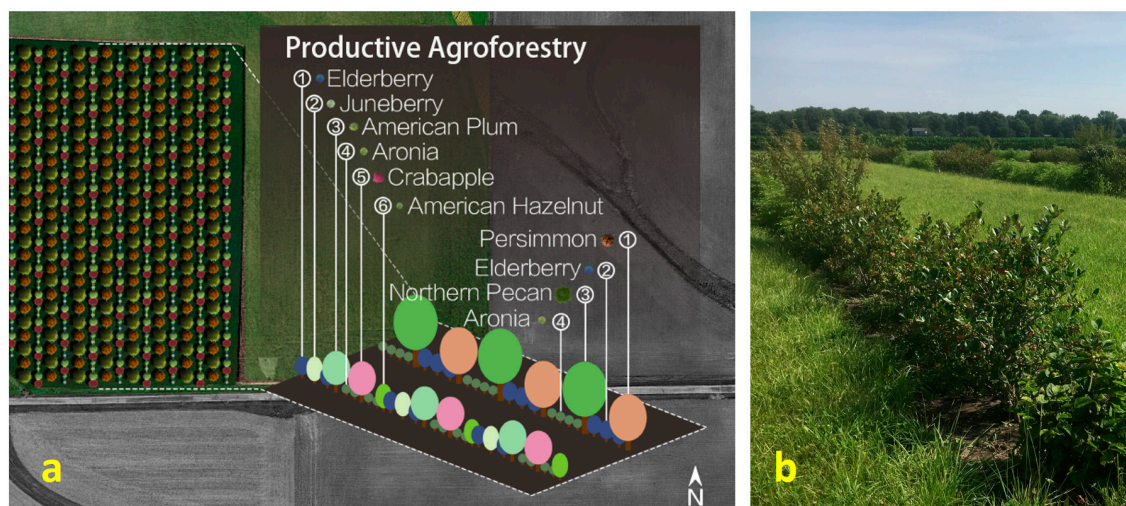 Productive Agroforestry
① Elderberry
② Juneberry
③ American Plum
④ Aronia
⑤ Crabapple
⑥ American Hazelnut
Persimmon ①
Elderberry ②
Northern Pecan ③
Aronia ④
N
a
b